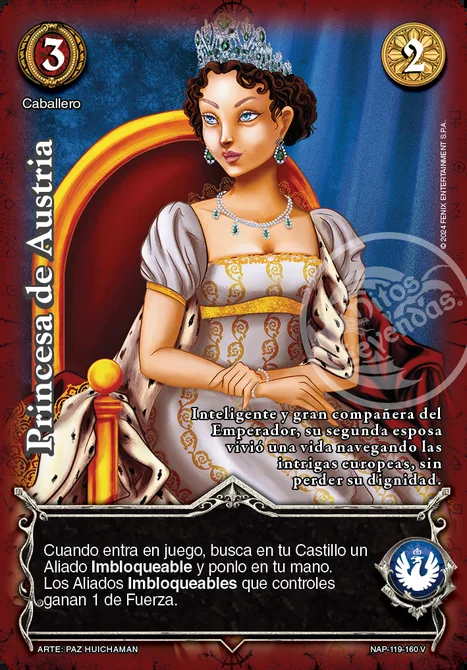 3
2
Caballero
Princesa de Austria
© 2024 FENIX ENTERTAINMENT S.P.A.
Mitos
Leyendas.
Inteligente y gran compañera del
Emperador, su segunda esposa
vivió una vida navegando las
intrigas europeas, sin
perder su dignidad.
Cuando entra en juego, busca en tu Castillo un
Aliado Imbloqueable y ponlo en tu mano.
Los Aliados Imbloqueables que controles
ganan 1 de Fuerza.
ARTE: PAZ HUICHAMAN
NAP-119-160 V